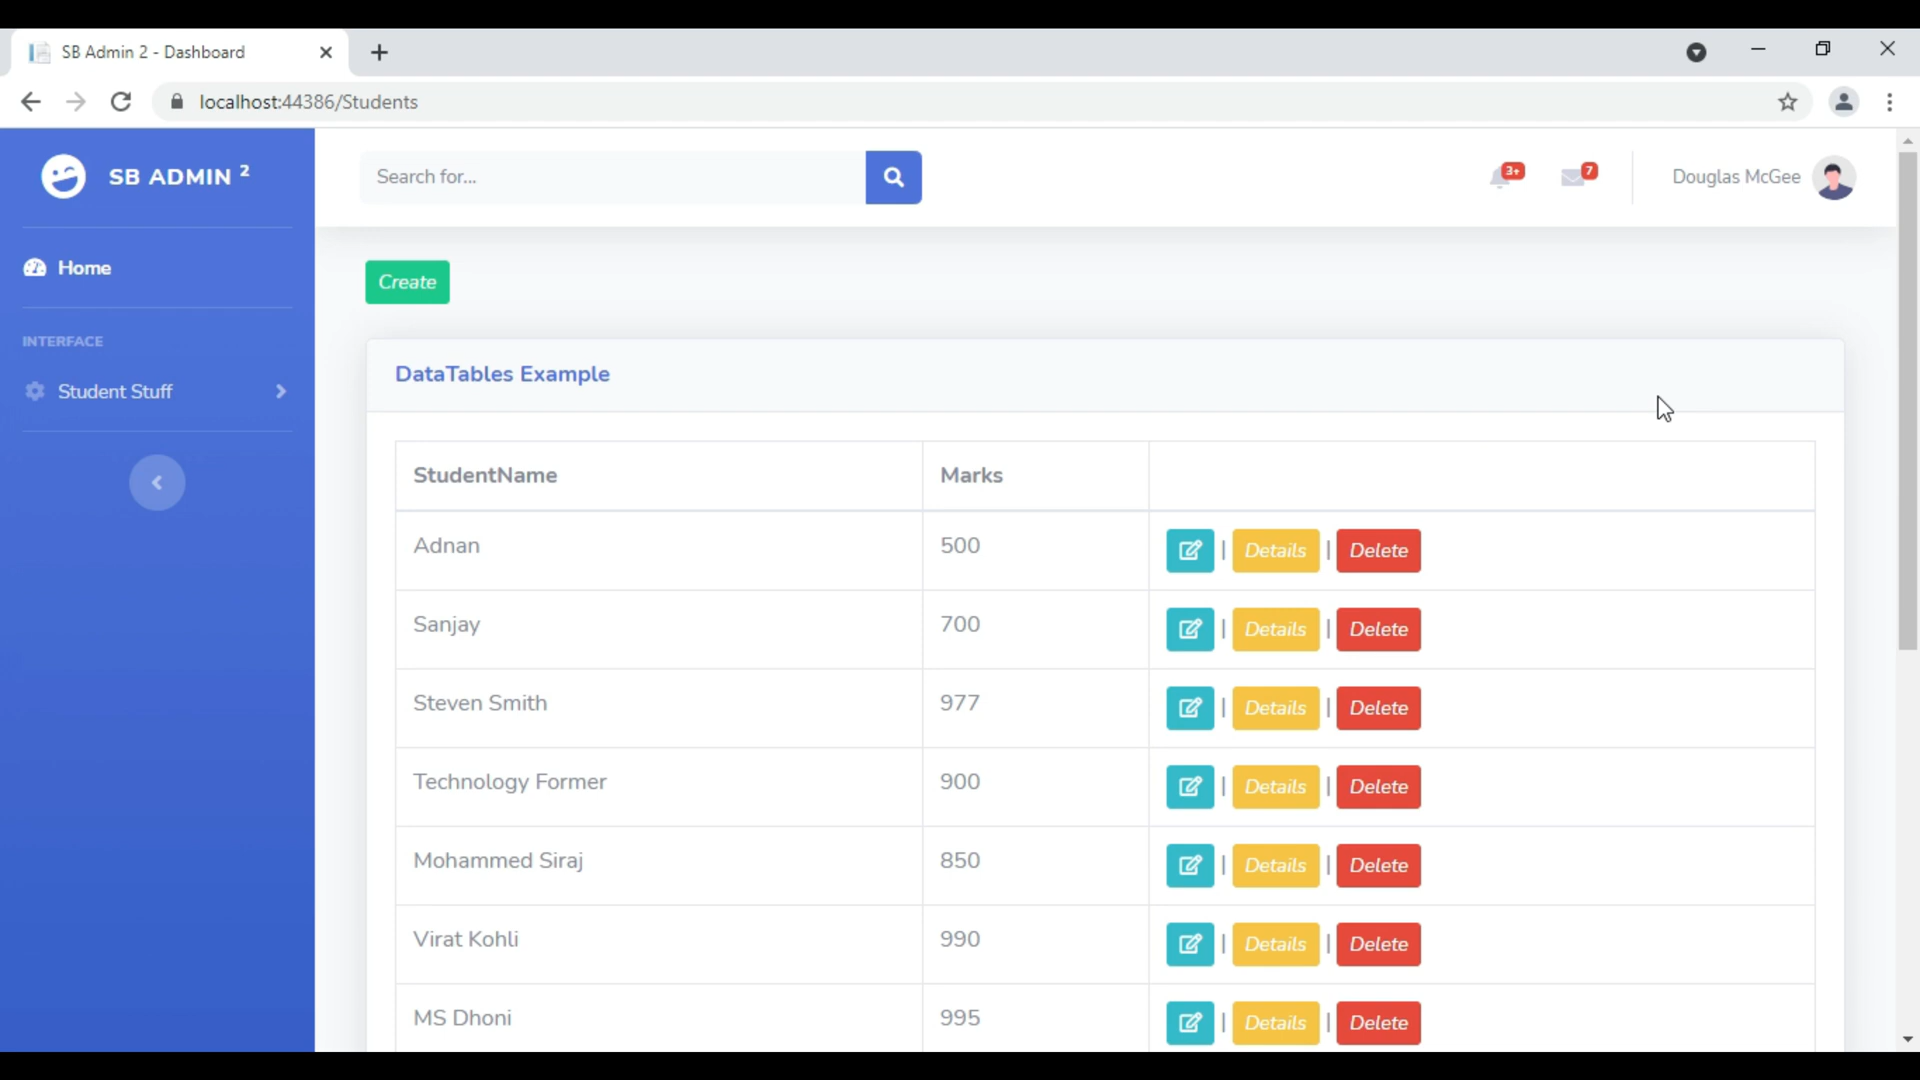 SB Admin 2 - Dashboard
localhost:44386/Students
SB ADMIN 2
Search for...
3+
7
Douglas McGee
Home
Create
INTERFACE
DataTables Example
Student Stuff
StudentName Marks
Adnan 500 | Details | Delete
Sanjay 700 | Details | Delete
Steven Smith 977 | Details | Delete
Technology Former 900 | Details | Delete
Mohammed Siraj 850 | Details | Delete
Virat Kohli 990 | Details | Delete
MS Dhoni 995 | Details | Delete